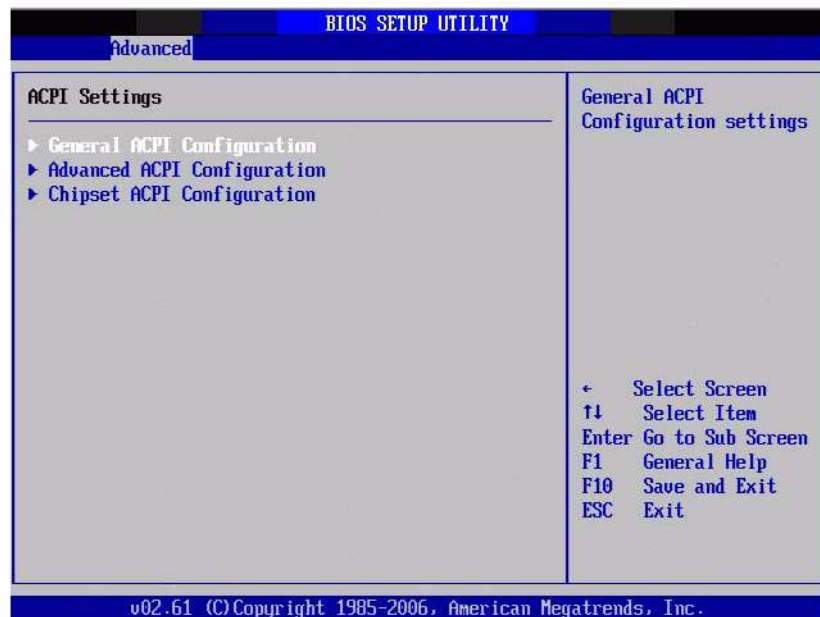 BIOS SETUP UTILITY
Advanced
ACPI Settings
▶ General ACPI Configuration
▶ Advanced ACPI Configuration
▶ Chipset ACPI Configuration
General ACPI
Configuration settings
← Select Screen
↑↓ Select Item
Enter Go to Sub Screen
F1 General Help
F10 Save and Exit
ESC Exit
v02.61 (C)Copyright 1985-2006, American Megatrends, Inc.